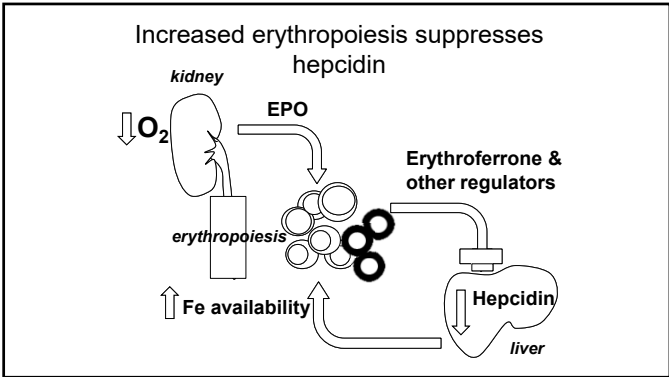 Increased erythropoiesis suppresses
hepcidin
kidney
EPO
O2
Erythroferrone &
other regulators
erythropoiesis
Fe availability
Hepcidin
liver